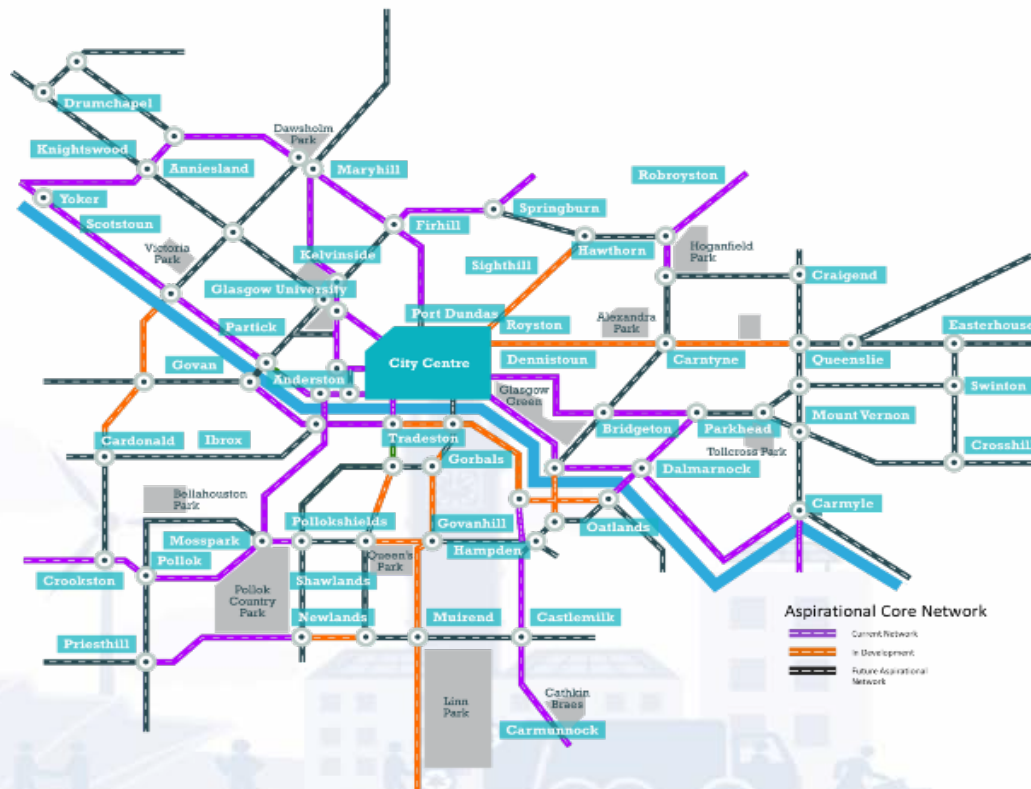 Drumchapel
Dawsholm
Park
Knightswood
Anniesland
Maryhill
Robroyston
Yoker
Scotstoun
Springburn
Firhill
Hawthorn
Hoganfield
Park
Victoria
Park
Kelvinside
Sighthill
Craigend
Glasgow University
Port Dundas
Royston
Alexandra
Park
Easterhouse
Partick
City Centre
Dennistoun
Carntyne
Queenslie
Govan
Anderston
Glasgow
Green
Swinton
Mount Vernon
Cardonald
Ibrox
Tradeston
Bridgeton
Parkhead
Tollcross Park
Crosshill
Gorbals
Dalmarnock
Bellahouston
Park
Pollokshields
Govanhill
Oatlands
Carmyle
Mosspark
Queen's
Park
Hampden
Crookston
Pollok
Shawlands
Pollok
Country
Park
Newlands
Muirend
Castlemilk
Priesthill
Linn
Park
Cathkin
Braes
Carmunnock
Aspirational Core Network
Current Network
In Development
Future Aspirational
Network